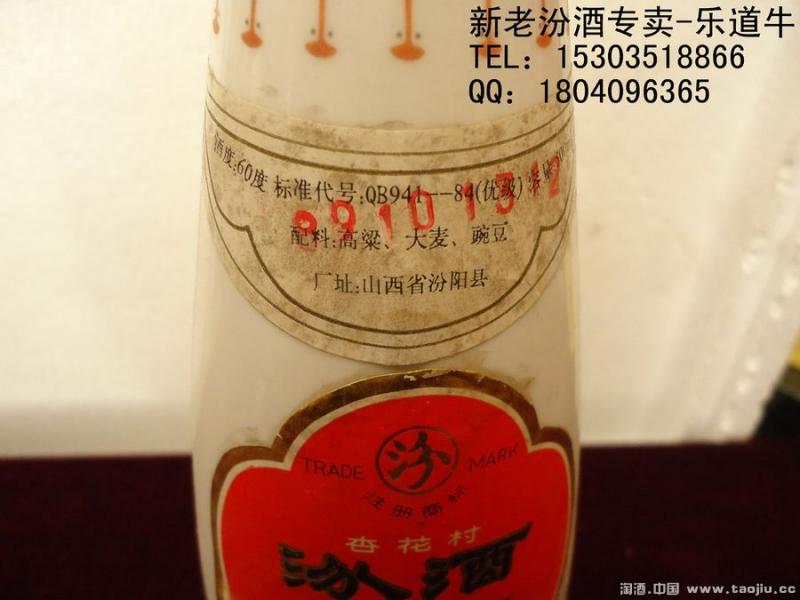 新老汾酒专卖-乐道牛
TEL：15303518866
QQ：1804096365
酒度:60度 标准代号:QB941--84(优级) 容量:
89101312
配料:高粱、大麦、豌豆
厂址:山西省汾阳县
汾
TRADE MARK
注册商标
杏花村
汾酒
淘酒.中国 www.taojiu.cc